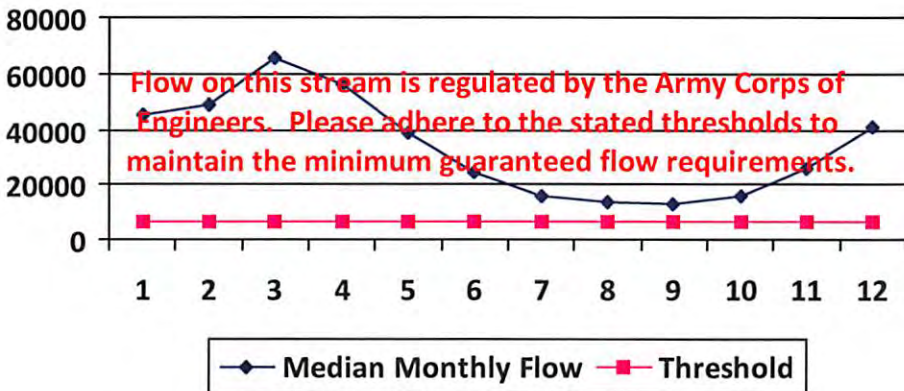 80000
60000
40000
20000
0
Flow on this stream is regulated by the Army Corps of
Engineers. Please adhere to the stated thresholds to
maintain the minimum guaranteed flow requirements.
1 2 3 4 5 6 7 8 9 10 11 12
Median Monthly Flow Threshold